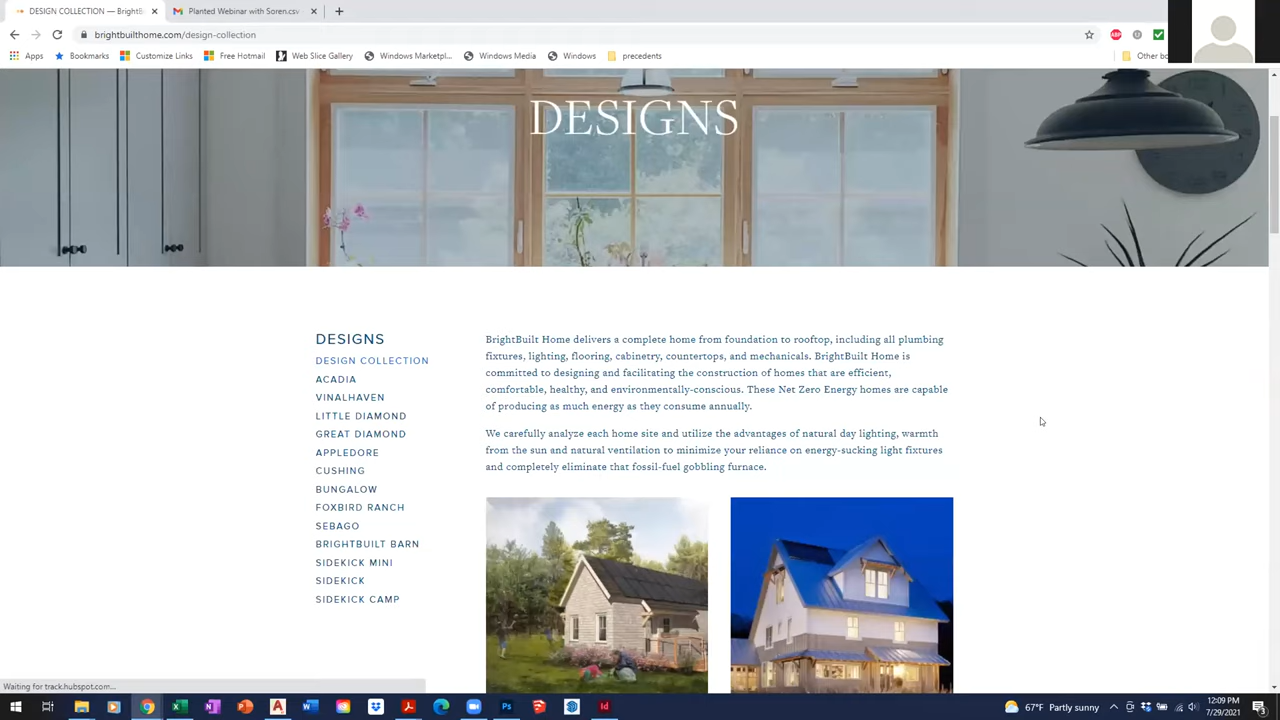 DESIGN COLLECTION — Brightb
Planted Webinar with Soren.csv
brightbuilthome.com/design-collection
Apps
Bookmarks
Customize Links
Free Hotmail
Web Slice Gallery
Windows Marketpl...
Windows Media
Windows
precedents
Other bo
DESIGNS
DESIGNS
DESIGN COLLECTION
ACADIA
VINALHAVEN
LITTLE DIAMOND
GREAT DIAMOND
APPLEDORE
CUSHING
BUNGALOW
FOXBIRD RANCH
SEBAGO
BRIGHTBUILT BARN
SIDEKICK MINI
SIDEKICK
SIDEKICK CAMP
BrightBuilt Home delivers a complete home from foundation to rooftop, including all plumbing
fixtures, lighting, flooring, cabinetry, countertops, and mechanicals. BrightBuilt Home is
committed to designing and facilitating the construction of homes that are efficient,
comfortable, healthy, and environmentally-conscious. These Net Zero Energy homes are capable
of producing as much energy as they consume annually.
We carefully analyze each home site and utilize the advantages of natural day lighting, warmth
from the sun and natural ventilation to minimize your reliance on energy-sucking light fixtures
and completely eliminate that fossil-fuel gobbling furnace.
Waiting for track.hubspot.com...
67°F Partly sunny
12:09 PM
7/29/2021